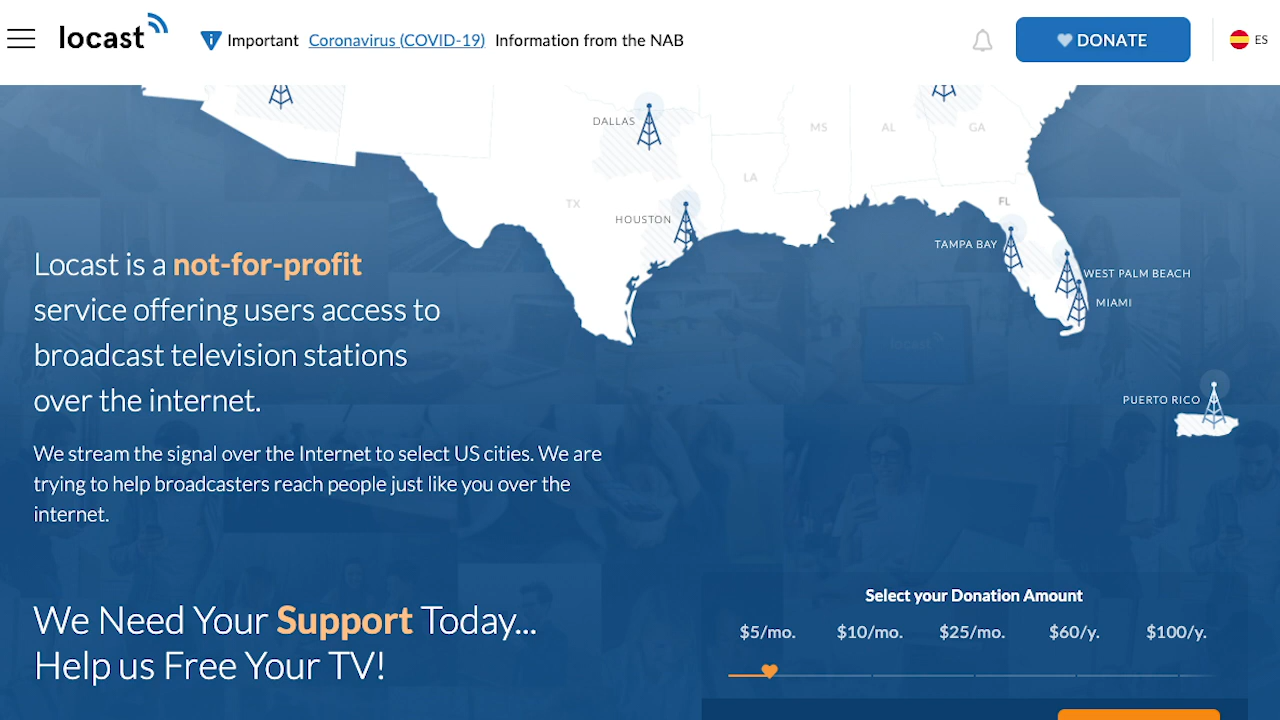 locast
Important Coronavirus (COVID-19) Information from the NAB
DONATE
ES
DALLAS
MS
AL
GA
LA
TX
FL
HOUSTON
TAMPA BAY
WEST PALM BEACH
MIAMI
PUERTO RICO
Locast is a not-for-profit
service offering users access to
broadcast television stations
over the internet.
We stream the signal over the Internet to select US cities. We are
trying to help broadcasters reach people just like you over the
internet.
We Need Your Support Today...
Help us Free Your TV!
Select your Donation Amount
$5/mo. $10/mo. $25/mo. $60/y. $100/y.